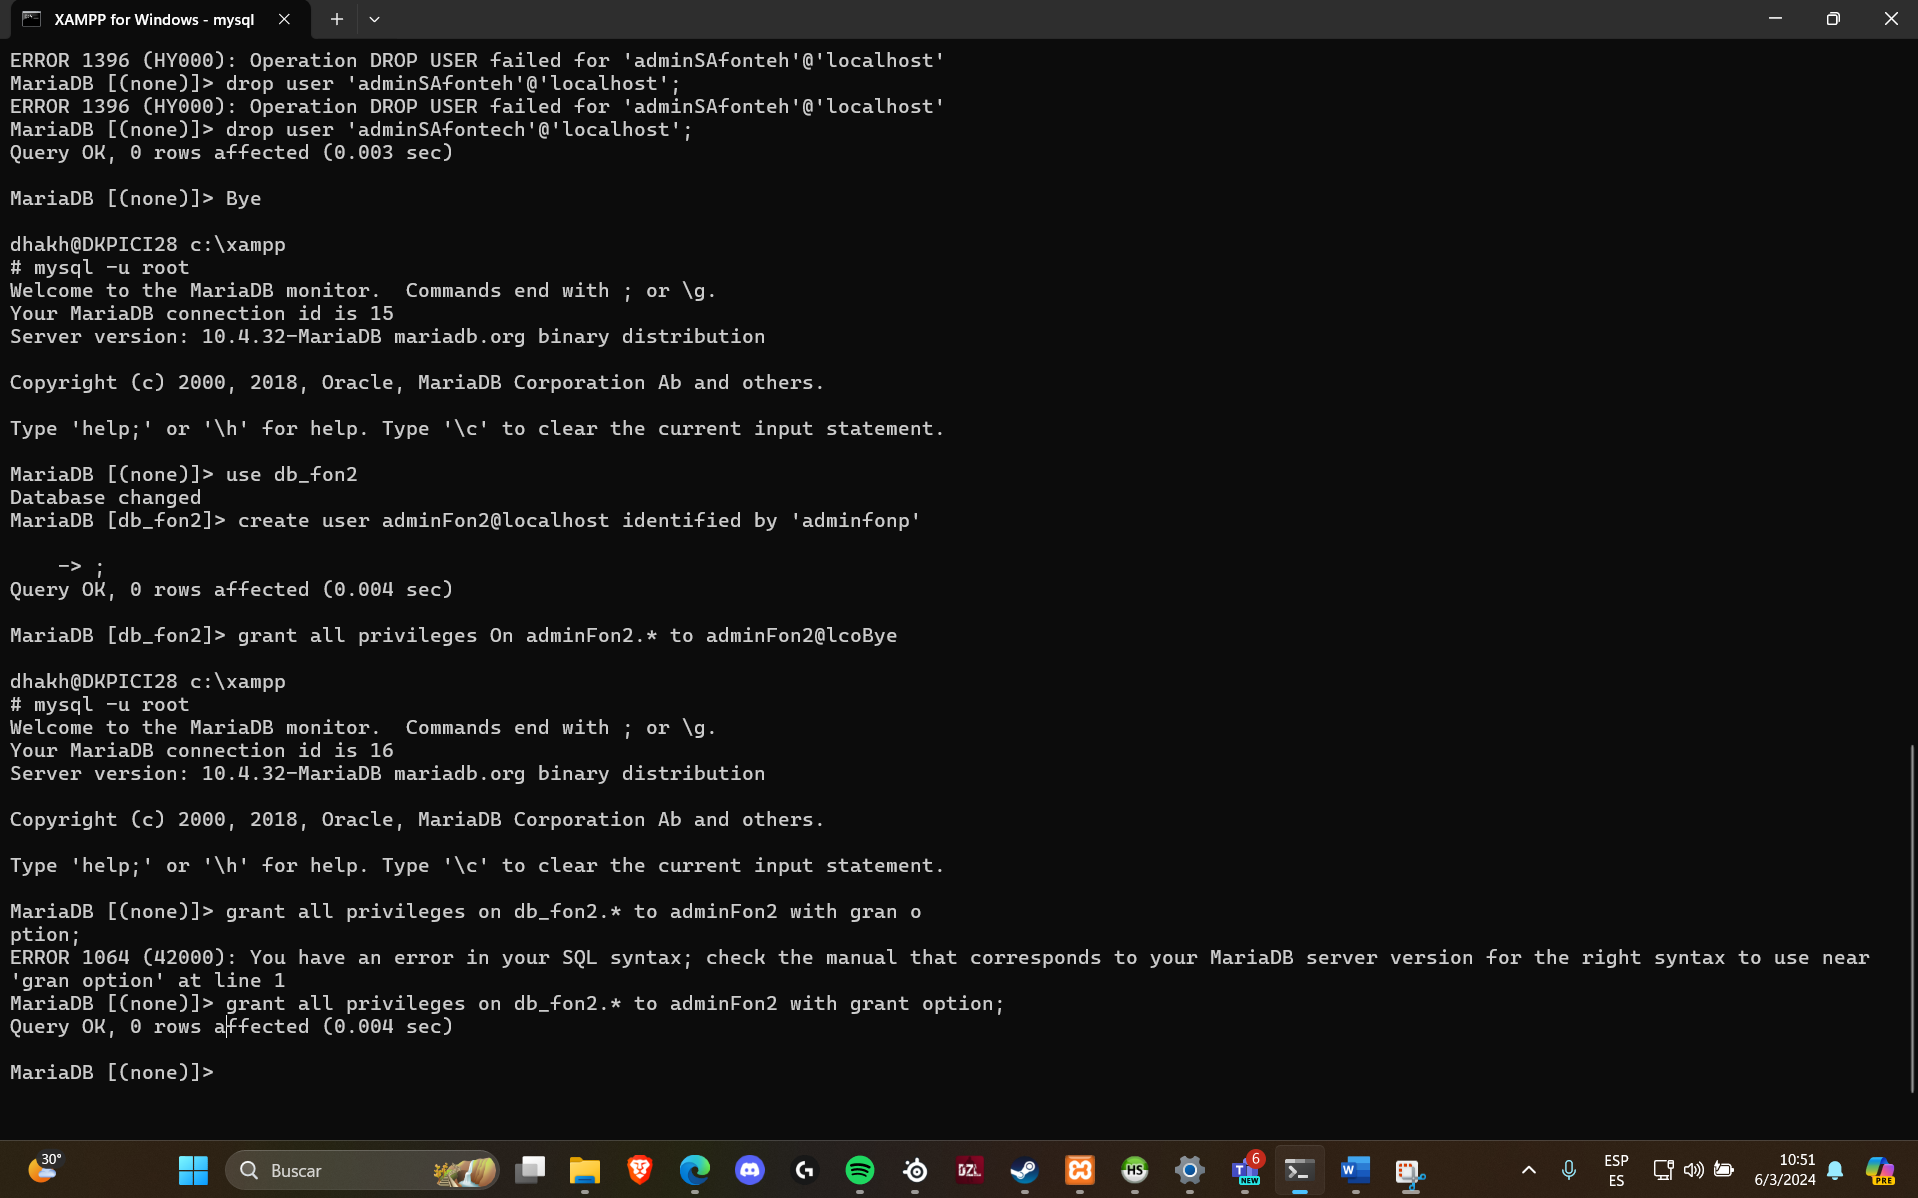 XAMPP for Windows - mysql
ERROR 1396 (HY000): Operation DROP USER failed for 'adminSAfonteh'@'localhost'
MariaDB [(none)]> drop user 'adminSAfonteh'@'localhost';
ERROR 1396 (HY000): Operation DROP USER failed for 'adminSAfonteh'@'localhost'
MariaDB [(none)]> drop user 'adminSAfontech'@'localhost';
Query OK, 0 rows affected (0.003 sec)
MariaDB [(none)]> Bye
dhakh@DKPICI28 c:\xampp
# mysql -u root
Welcome to the MariaDB monitor.  Commands end with ; or \g.
Your MariaDB connection id is 15
Server version: 10.4.32-MariaDB mariadb.org binary distribution
Copyright (c) 2000, 2018, Oracle, MariaDB Corporation Ab and others.
Type 'help;' or '\h' for help. Type '\c' to clear the current input statement.
MariaDB [(none)]> use db_fon2
Database changed
MariaDB [db_fon2]> create user adminFon2@localhost identified by 'adminfonp'
    -> ;
Query OK, 0 rows affected (0.004 sec)
MariaDB [db_fon2]> grant all privileges On adminFon2.* to adminFon2@lcoBye
dhakh@DKPICI28 c:\xampp
# mysql -u root
Welcome to the MariaDB monitor.  Commands end with ; or \g.
Your MariaDB connection id is 16
Server version: 10.4.32-MariaDB mariadb.org binary distribution
Copyright (c) 2000, 2018, Oracle, MariaDB Corporation Ab and others.
Type 'help;' or '\h' for help. Type '\c' to clear the current input statement.
MariaDB [(none)]> grant all privileges on db_fon2.* to adminFon2 with gran o
ption;
ERROR 1064 (42000): You have an error in your SQL syntax; check the manual that corresponds to your MariaDB server version for the right syntax to use near
'gran option' at line 1
MariaDB [(none)]> grant all privileges on db_fon2.* to adminFon2 with grant option;
Query OK, 0 rows affected (0.004 sec)
MariaDB [(none)]>
30°
Buscar
DZL
HS
6
T
NEW
W
ESP
ES
10:51
6/3/2024
PRE